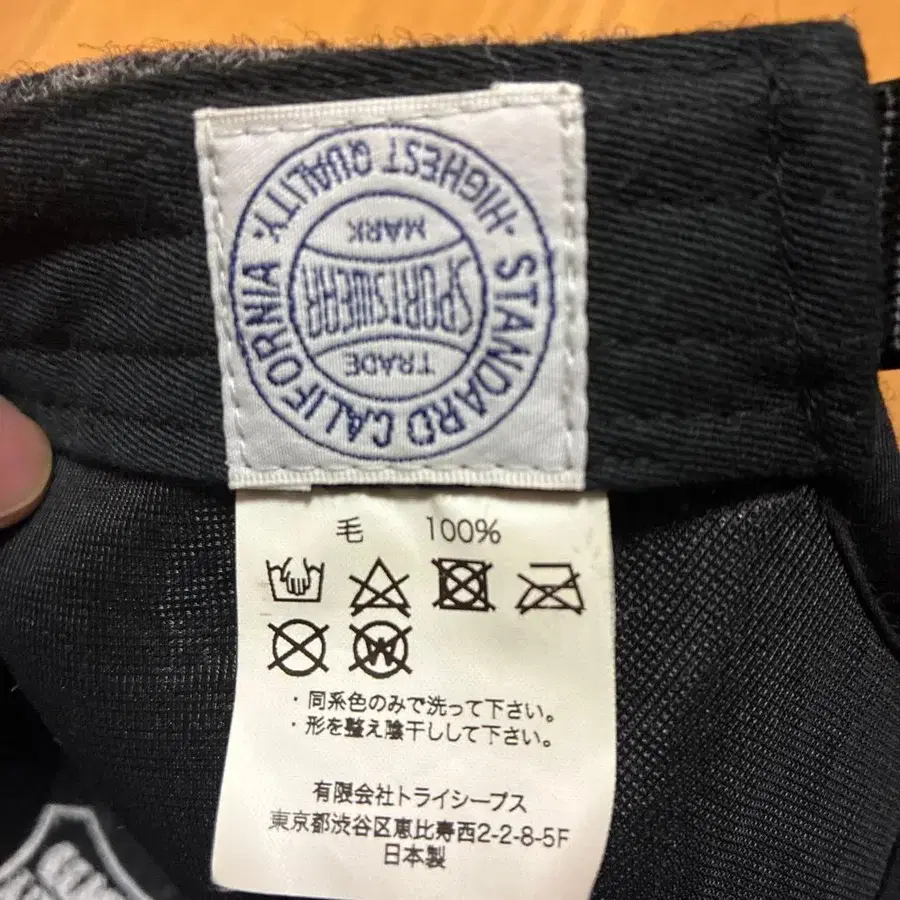 STANDARD CALIFORNIA
·HIGHEST QUALITY·
TRADE
SPORTSWEAR
MARK
毛 100%
・同系色のみで洗って下さい。
・形を整え陰干しして下さい。
有限会社トライシープス
東京都渋谷区恵比寿西2-2-8-5F
日本製